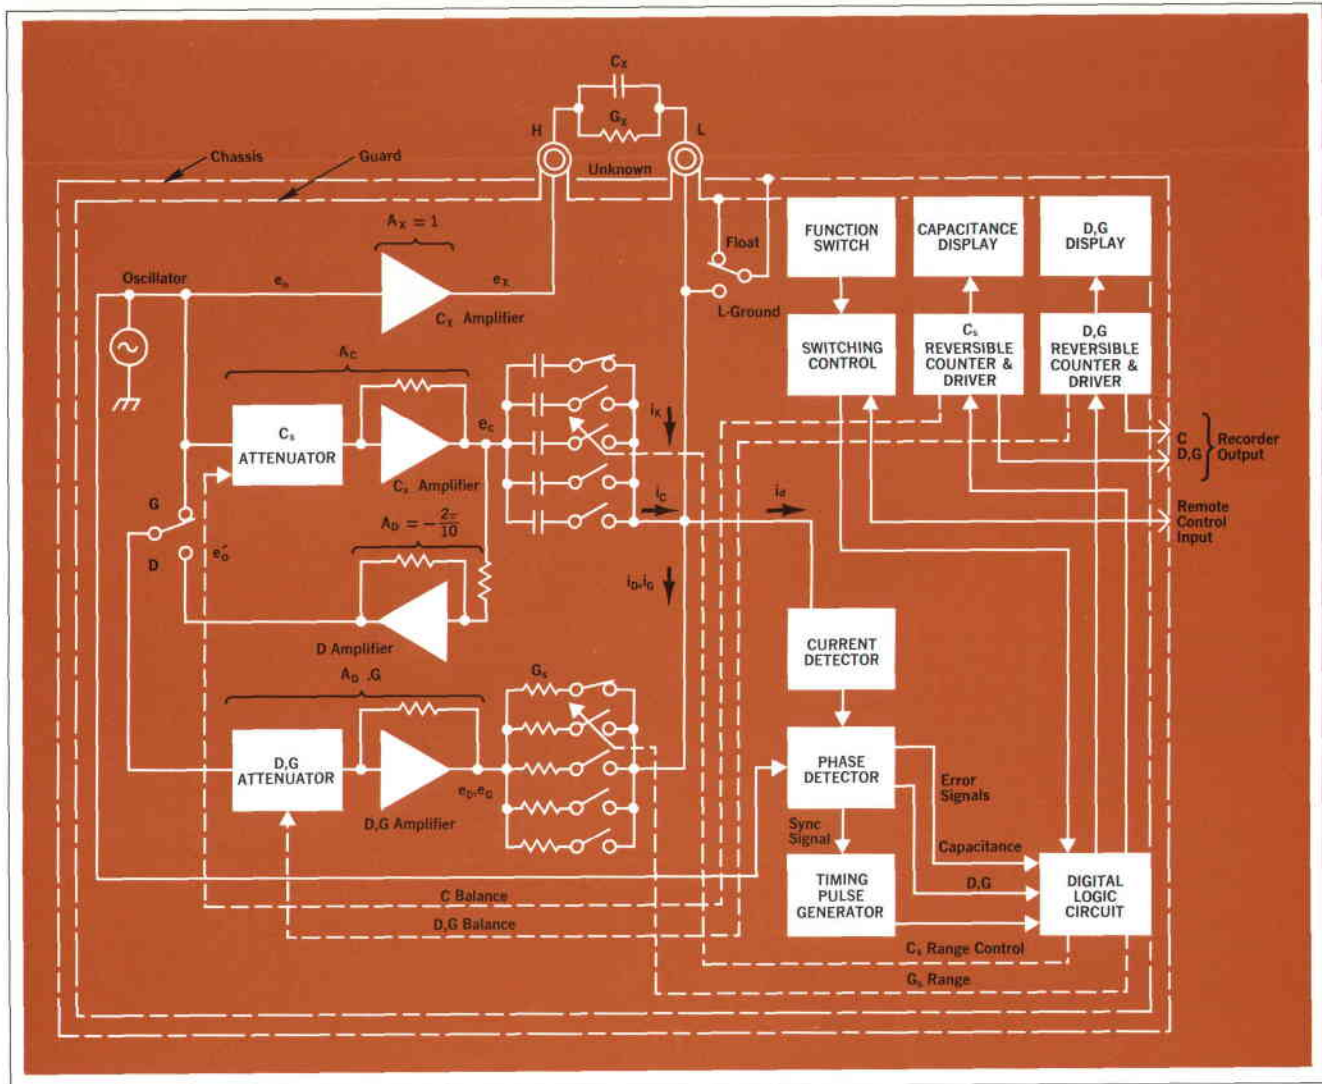 Cx
Gx
H
L
Unknown
Chassis
Guard
Ax = 1
Float
L-Ground
Oscillator
eo
ex
Cx Amplifier
FUNCTION
SWITCH
CAPACITANCE
DISPLAY
D,G
DISPLAY
SWITCHING
CONTROL
Cs
REVERSIBLE
COUNTER &
DRIVER
D,G
REVERSIBLE
COUNTER &
DRIVER
C
D,G
Recorder
Output
Remote
Control
Input
Ac
Cs
ATTENUATOR
ec
Cs Amplifier
ix
ic
id
G
D
eo′
AD = −2π/10
iD,iG
D Amplifier
AD .G
Gs
D,G
ATTENUATOR
eD,eG
D,G Amplifier
CURRENT
DETECTOR
PHASE
DETECTOR
Error
Signals
Sync
Signal
Capacitance
D,G
TIMING
PULSE
GENERATOR
DIGITAL
LOGIC
CIRCUIT
C Balance
D,G Balance
Cs Range Control
Gs Range